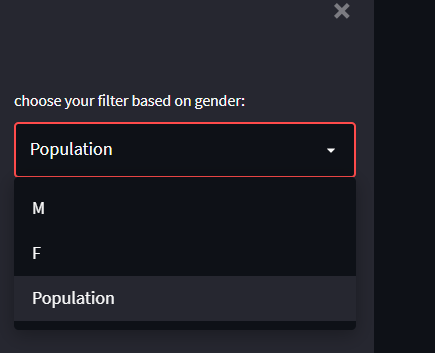 choose your filter based on gender:
Population
M
F
Population